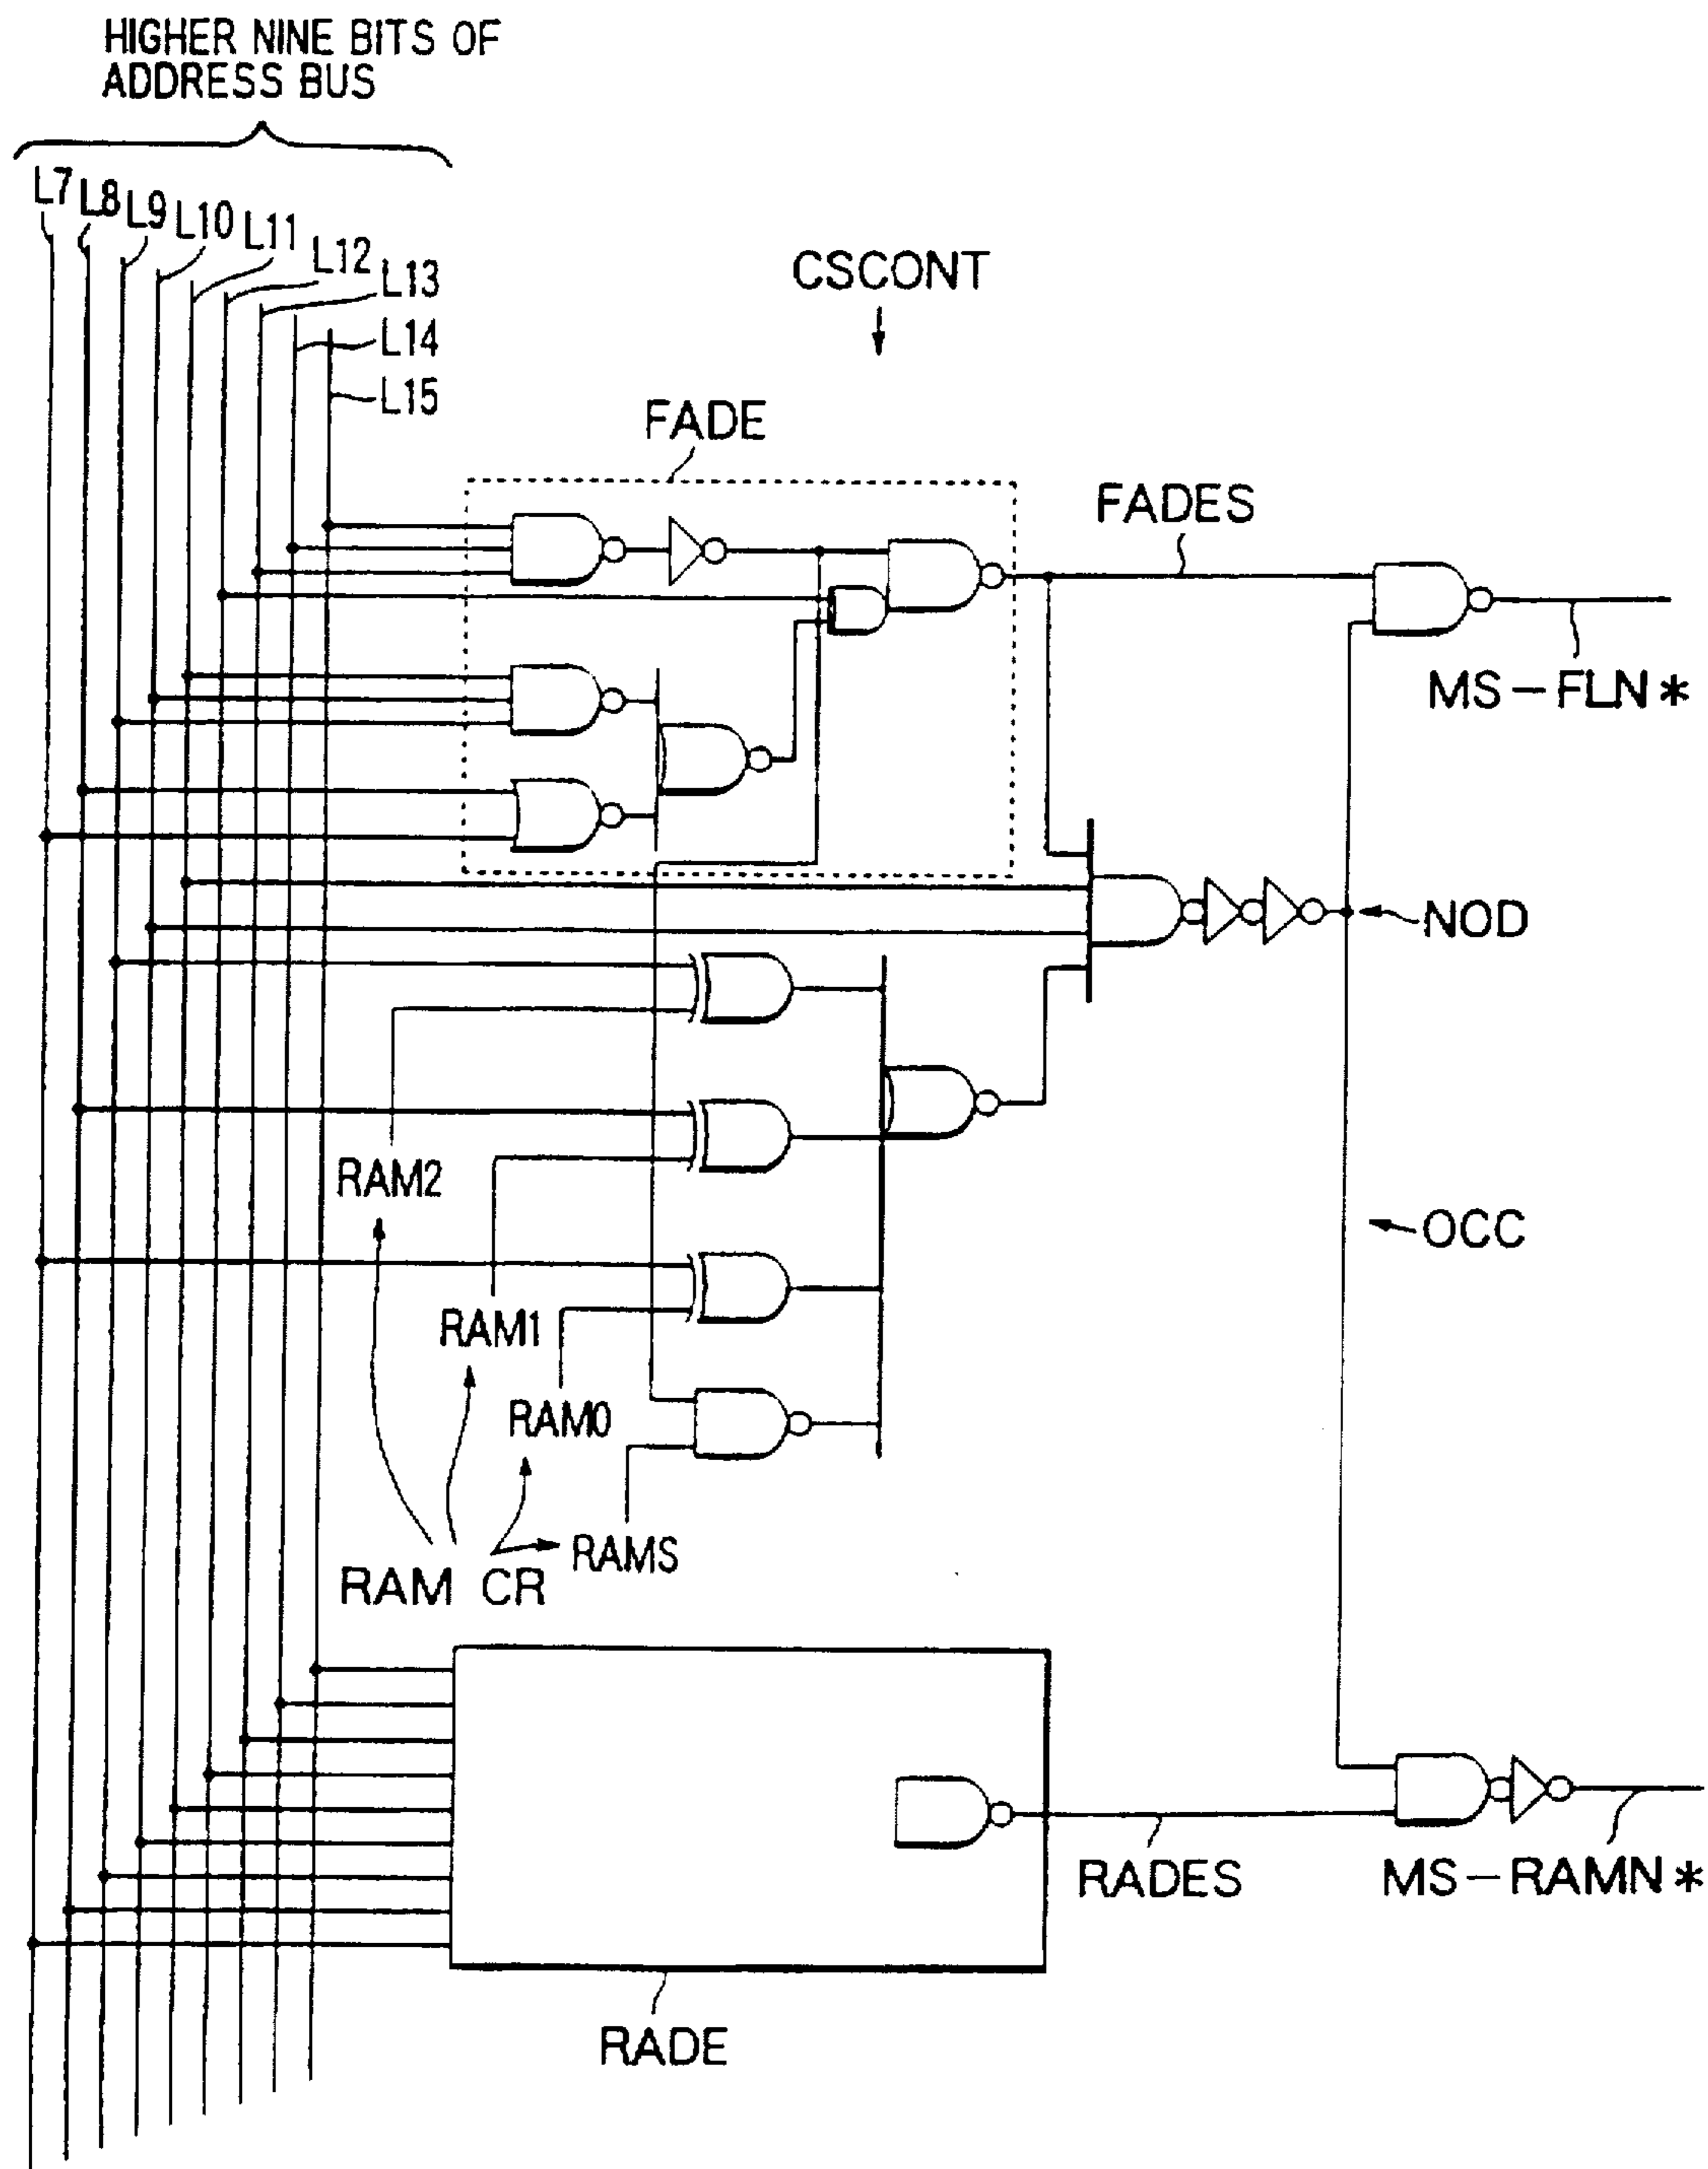 HIGHER NINE BITS OF
ADDRESS BUS
L7
L8
L9
L10
L11
L12
L13
L14
L15
CSCONT
FADE
FADES
MS-FLN*
NOD
RAM2
OCC
RAM1
RAM0
RAMS
RAM CR
RADES
MS-RAMN*
RADE